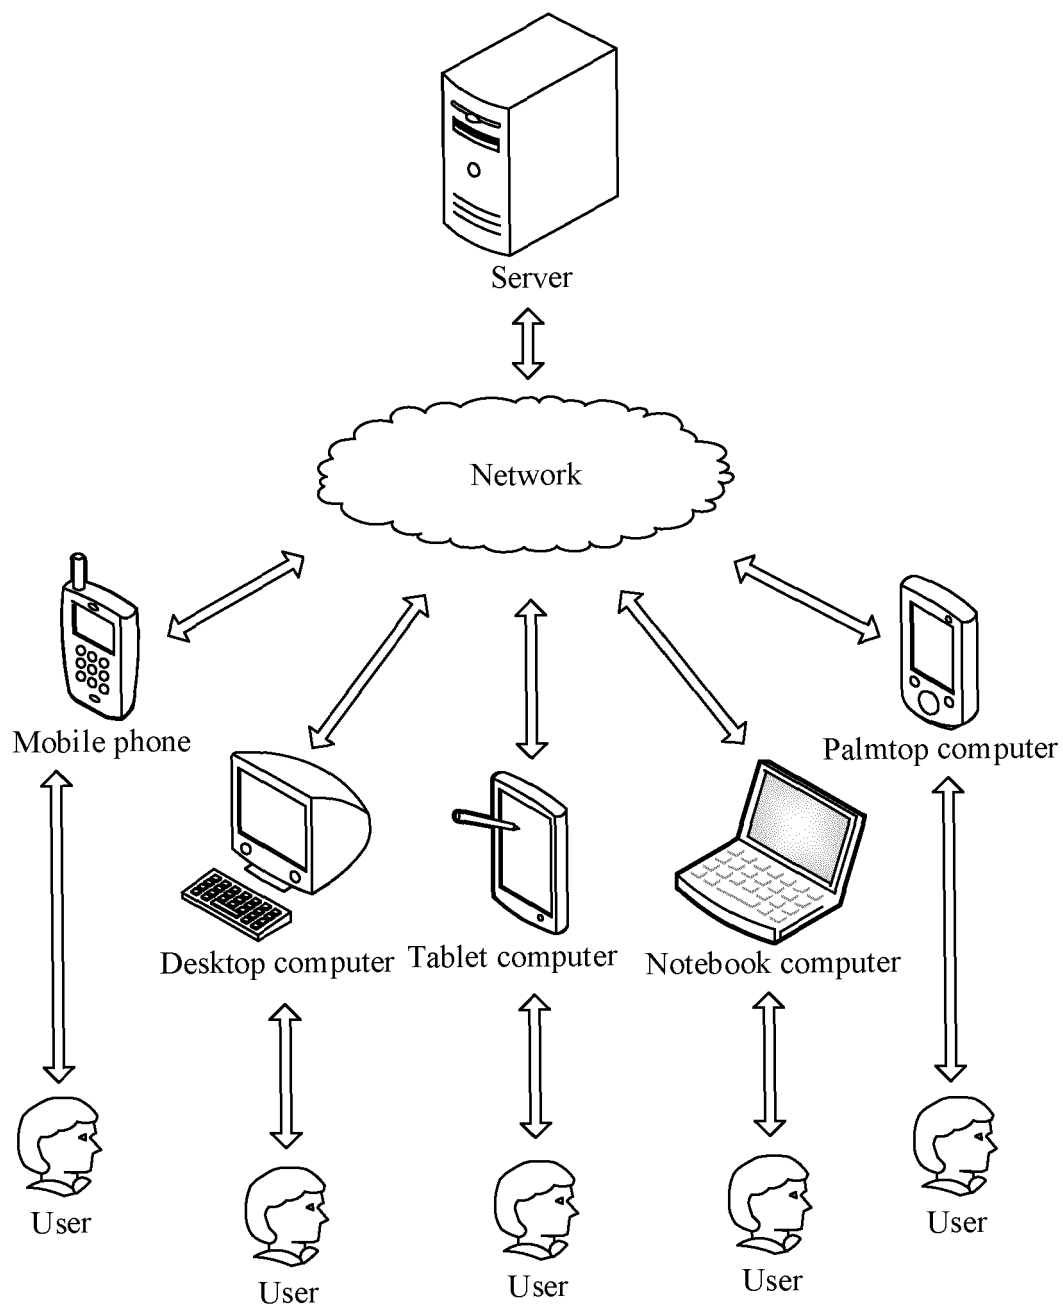 Server
Network
Mobile phone
Palmtop computer
Desktop computer
Tablet computer
Notebook computer
User
User
User
User
User